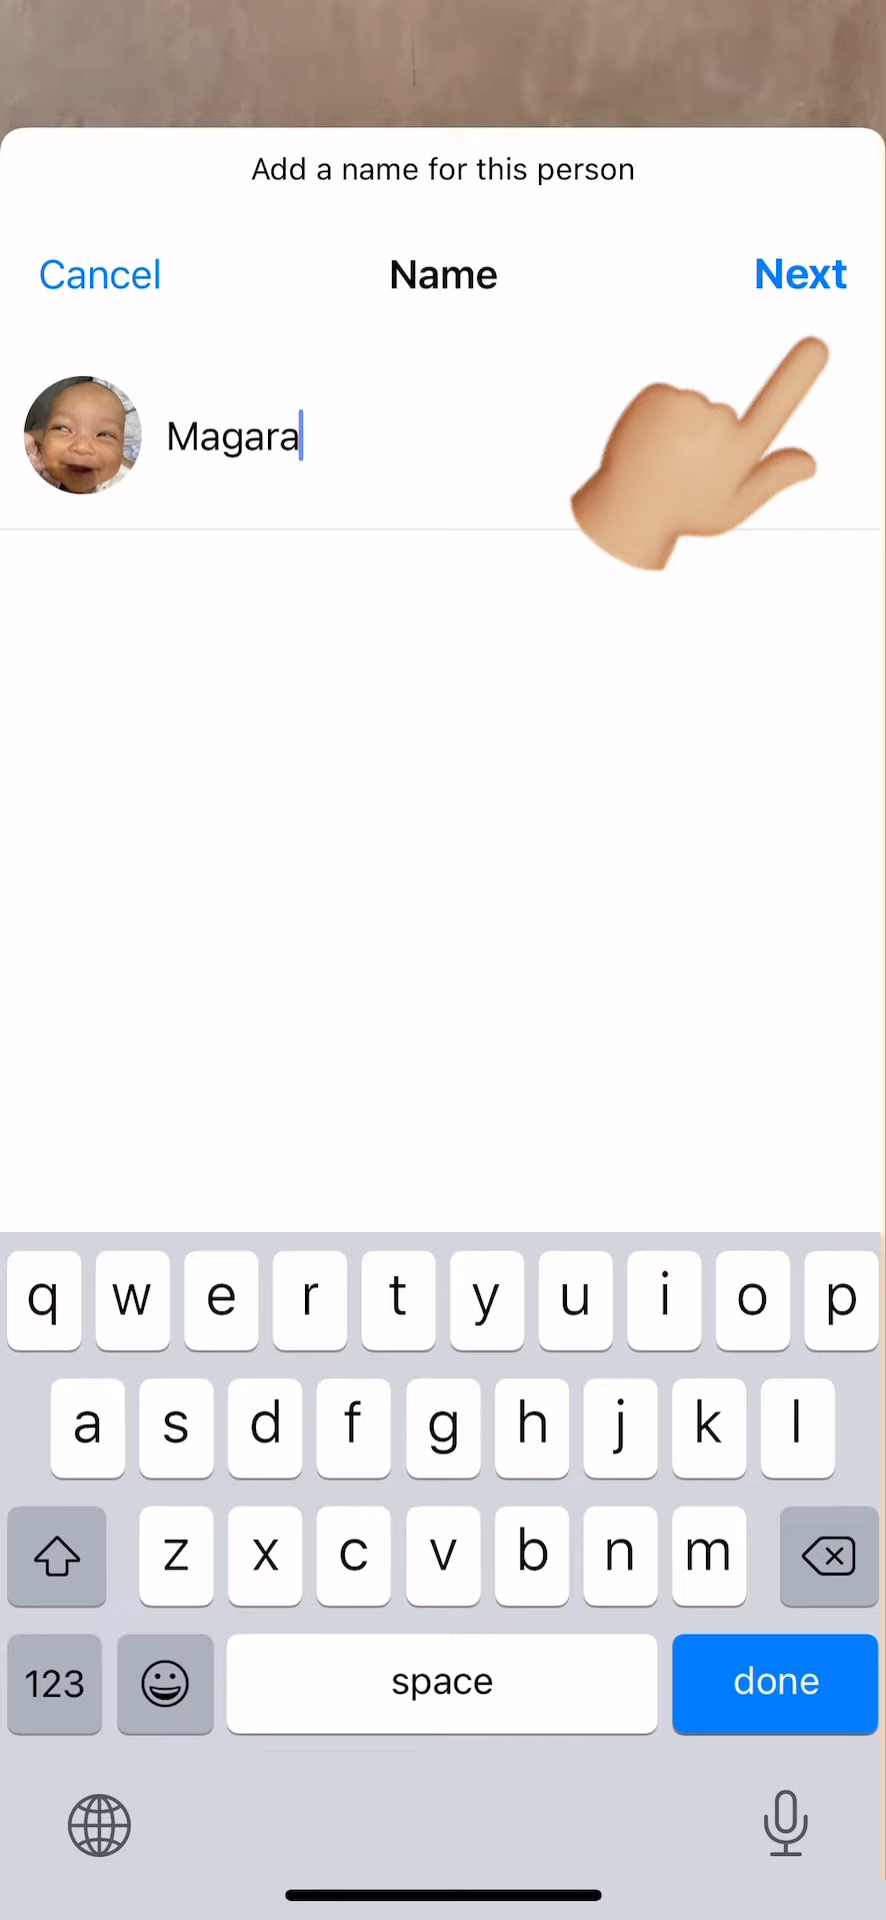 Add a name for this person
Cancel Name Next
Magara
q w e r t y u i o p
a s d f g h j k l
z x c v b n m
123 space done